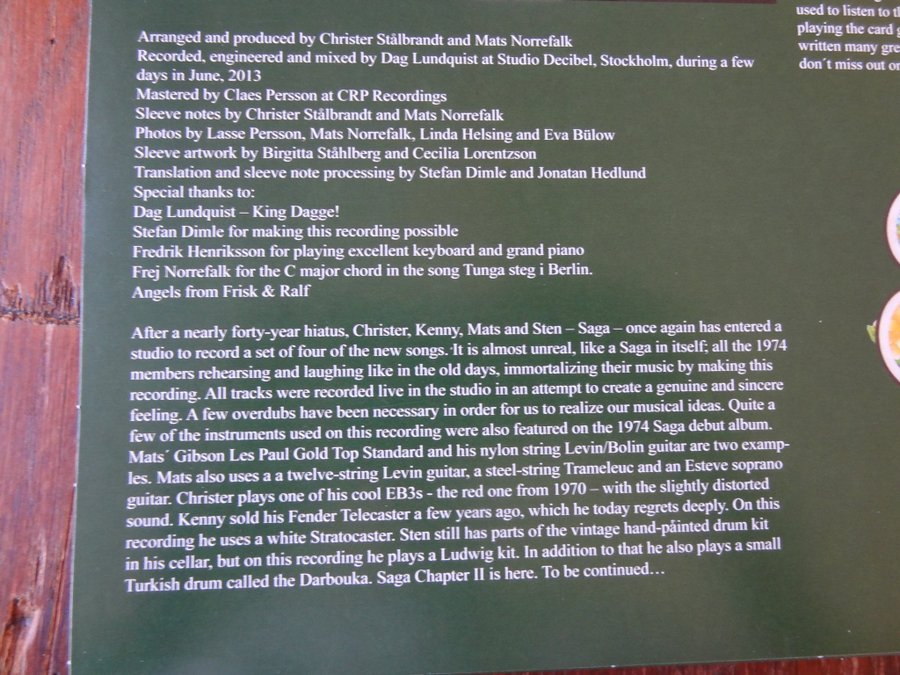 Arranged and produced by Christer Stålbrandt and Mats Norrefalk
Recorded, engineered and mixed by Dag Lundquist at Studio Decibel, Stockholm, during a few
days in June, 2013
Mastered by Claes Persson at CRP Recordings
Sleeve notes by Christer Stålbrandt and Mats Norrefalk
Photos by Lasse Persson, Mats Norrefalk, Linda Helsing and Eva Bülow
Sleeve artwork by Birgitta Ståhlberg and Cecilia Lorentzson
Translation and sleeve note processing by Stefan Dimle and Jonatan Hedlund
Special thanks to:
Dag Lundquist – King Dagge!
Stefan Dimle for making this recording possible
Fredrik Henriksson for playing excellent keyboard and grand piano
Frej Norrefalk for the C major chord in the song Tunga steg i Berlin.
Angels from Frisk & Ralf
After a nearly forty-year hiatus, Christer, Kenny, Mats and Sten – Saga – once again has entered a
studio to record a set of four of the new songs. It is almost unreal, like a Saga in itself; all the 1974
members rehearsing and laughing like in the old days, immortalizing their music by making this
recording. All tracks were recorded live in the studio in an attempt to create a genuine and sincere
feeling. A few overdubs have been necessary in order for us to realize our musical ideas. Quite a
few of the instruments used on this recording were also featured on the 1974 Saga debut album.
Mats´ Gibson Les Paul Gold Top Standard and his nylon string Levin/Bolin guitar are two examp-
les. Mats also uses a a twelve-string Levin guitar, a steel-string Trameleuc and an Esteve soprano
guitar. Christer plays one of his cool EB3s - the red one from 1970 – with the slightly distorted
sound. Kenny sold his Fender Telecaster a few years ago, which he today regrets deeply. On this
recording he uses a white Stratocaster. Sten still has parts of the vintage hand-påinted drum kit
in his cellar, but on this recording he plays a Ludwig kit. In addition to that he also plays a small
Turkish drum called the Darbouka. Saga Chapter II is here. To be continued…
used to listen to
playing the card
written many
don´t miss out